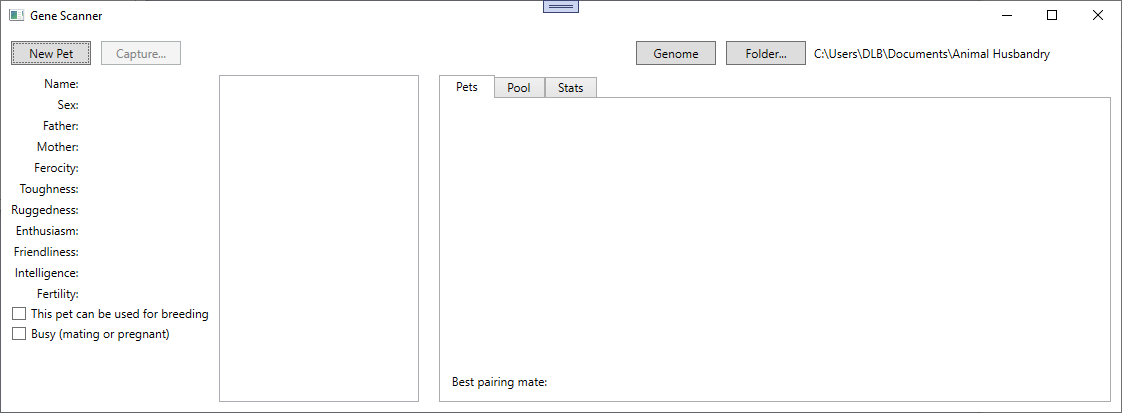 Gene Scanner
New Pet Capture... Genome Folder... C:\Users\DLB\Documents\Animal Husbandry
Pets Pool Stats
Name:
Sex:
Father:
Mother:
Ferocity:
Toughness:
Ruggedness:
Enthusiasm:
Friendliness:
Intelligence:
Fertility:
This pet can be used for breeding
Busy (mating or pregnant)
Best pairing mate: